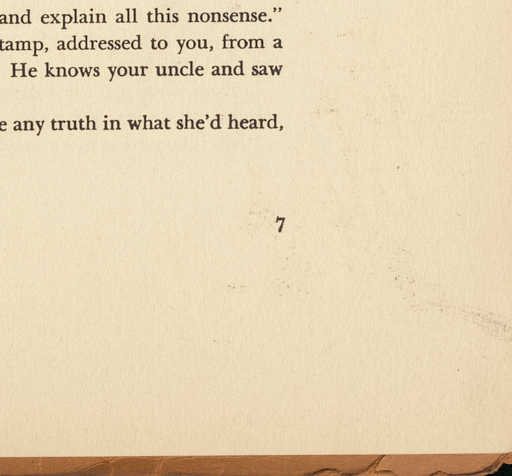 and explain all this nonsense.”
tamp, addressed to you, from a
He knows your uncle and saw
e any truth in what she’d heard,
7